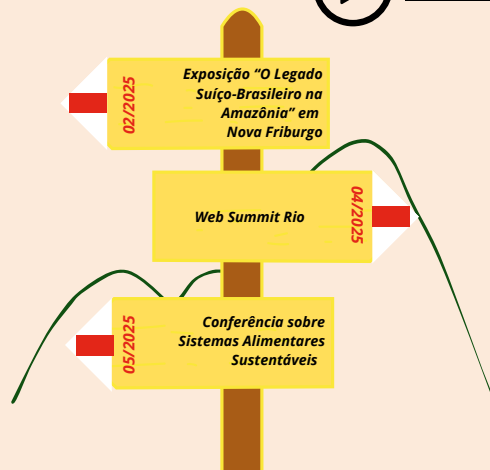 02/2025
Exposição “O Legado
Suíço-Brasileiro na
Amazônia” em
Nova Friburgo
Web Summit Rio
04/2025
05/2025
Conferência sobre
Sistemas Alimentares
Sustentáveis